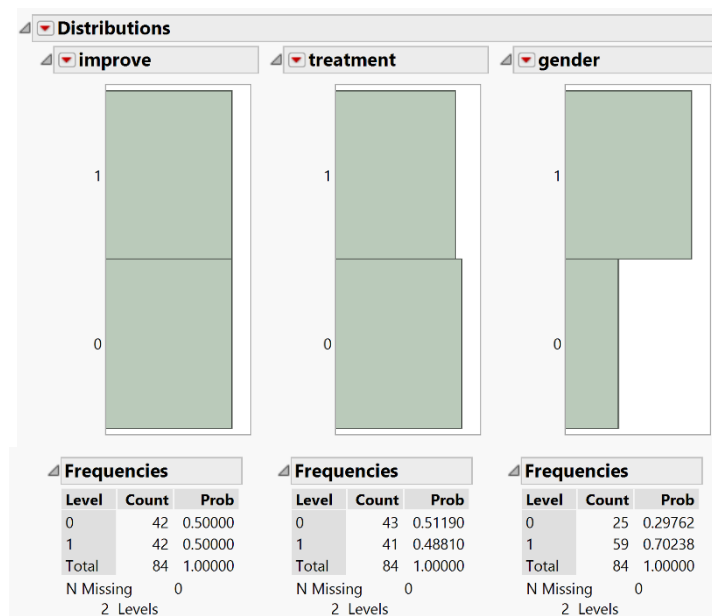 Distributions
improve treatment gender
1 1 1
0 0 0
Frequencies Frequencies Frequencies
Level Count Prob Level Count Prob Level Count Prob
0 42 0.50000 0 43 0.51190 0 25 0.29762
1 42 0.50000 1 41 0.48810 1 59 0.70238
Total 84 1.00000 Total 84 1.00000 Total 84 1.00000
N Missing 0 N Missing 0 N Missing 0
2 Levels 2 Levels 2 Levels